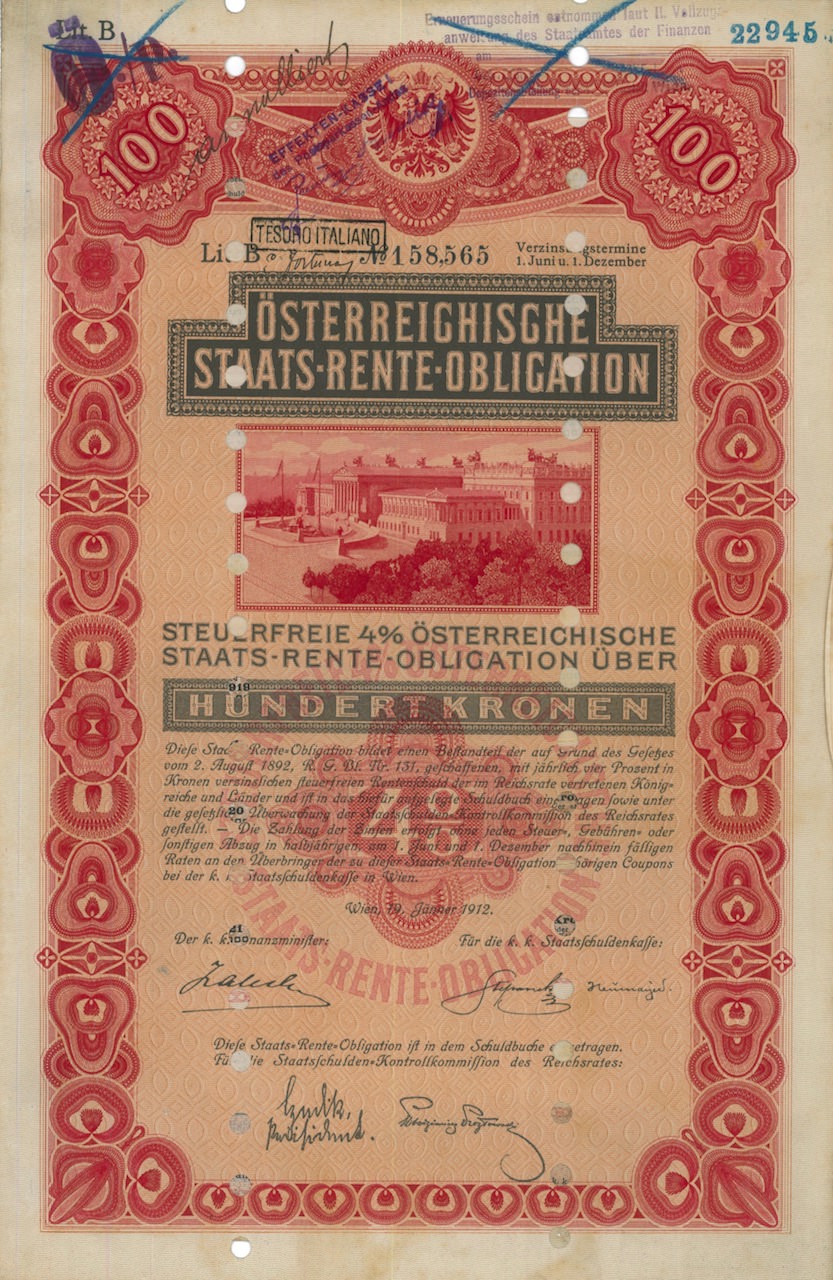 Lit B
Erneuerungsschein entnommen laut II. Vollzugs-
anweisung des Staatsamtes der Finanzen
am
22945
annulliert
100
100
EFFEKTEN-KASSE
TESORO ITALIANO
Lit B
No 158,565
Verzinsungstermine
1. Juni u. 1. Dezember
ÖSTERREICHISCHE
STAATS-RENTE-OBLIGATION
STEUERFREIE 4% ÖSTERREICHISCHE
STAATS-RENTE-OBLIGATION ÜBER
919
HUNDERT KRONEN
Diese Staats-Rente-Obligation bildet einen Bestandteil der auf Grund des Gesetzes
vom 2. August 1892, R. G. Bl. Nr. 131, geschaffenen, mit jährlich vier Prozent in
Kronen verzinslichen steuerfreien Rentenschuld der im Reichsrate vertretenen König-
reiche und Länder und ist in das hiefür aufgelegte Schuldbuch eingetragen sowie unter
die gesetzliche Überwachung der Staatsschulden-Kontrollkommission des Reichsrates
gestellt. — Die Zahlung der Zinsen erfolgt ohne jeden Steuer-, Gebühren- oder
sonstigen Abzug in halbjährigen, am 1. Juni und 1. Dezember nachhinein fälligen
Raten an den Überbringer der zu dieser Staats-Rente-Obligation gehörigen Coupons
bei der k. k. Staatsschuldenkasse in Wien.
Wien, 19. Jänner 1912.
Der k. k. Finanzminister:
Für die k. k. Staatsschuldenkasse:
Zaleski
Neumayer.
STAATS-RENTE-OBLIGATION
Diese Staats-Rente-Obligation ist in dem Schuldbuche eingetragen.
Für die Staatsschulden-Kontrollkommission des Reichsrates:
Präsident.